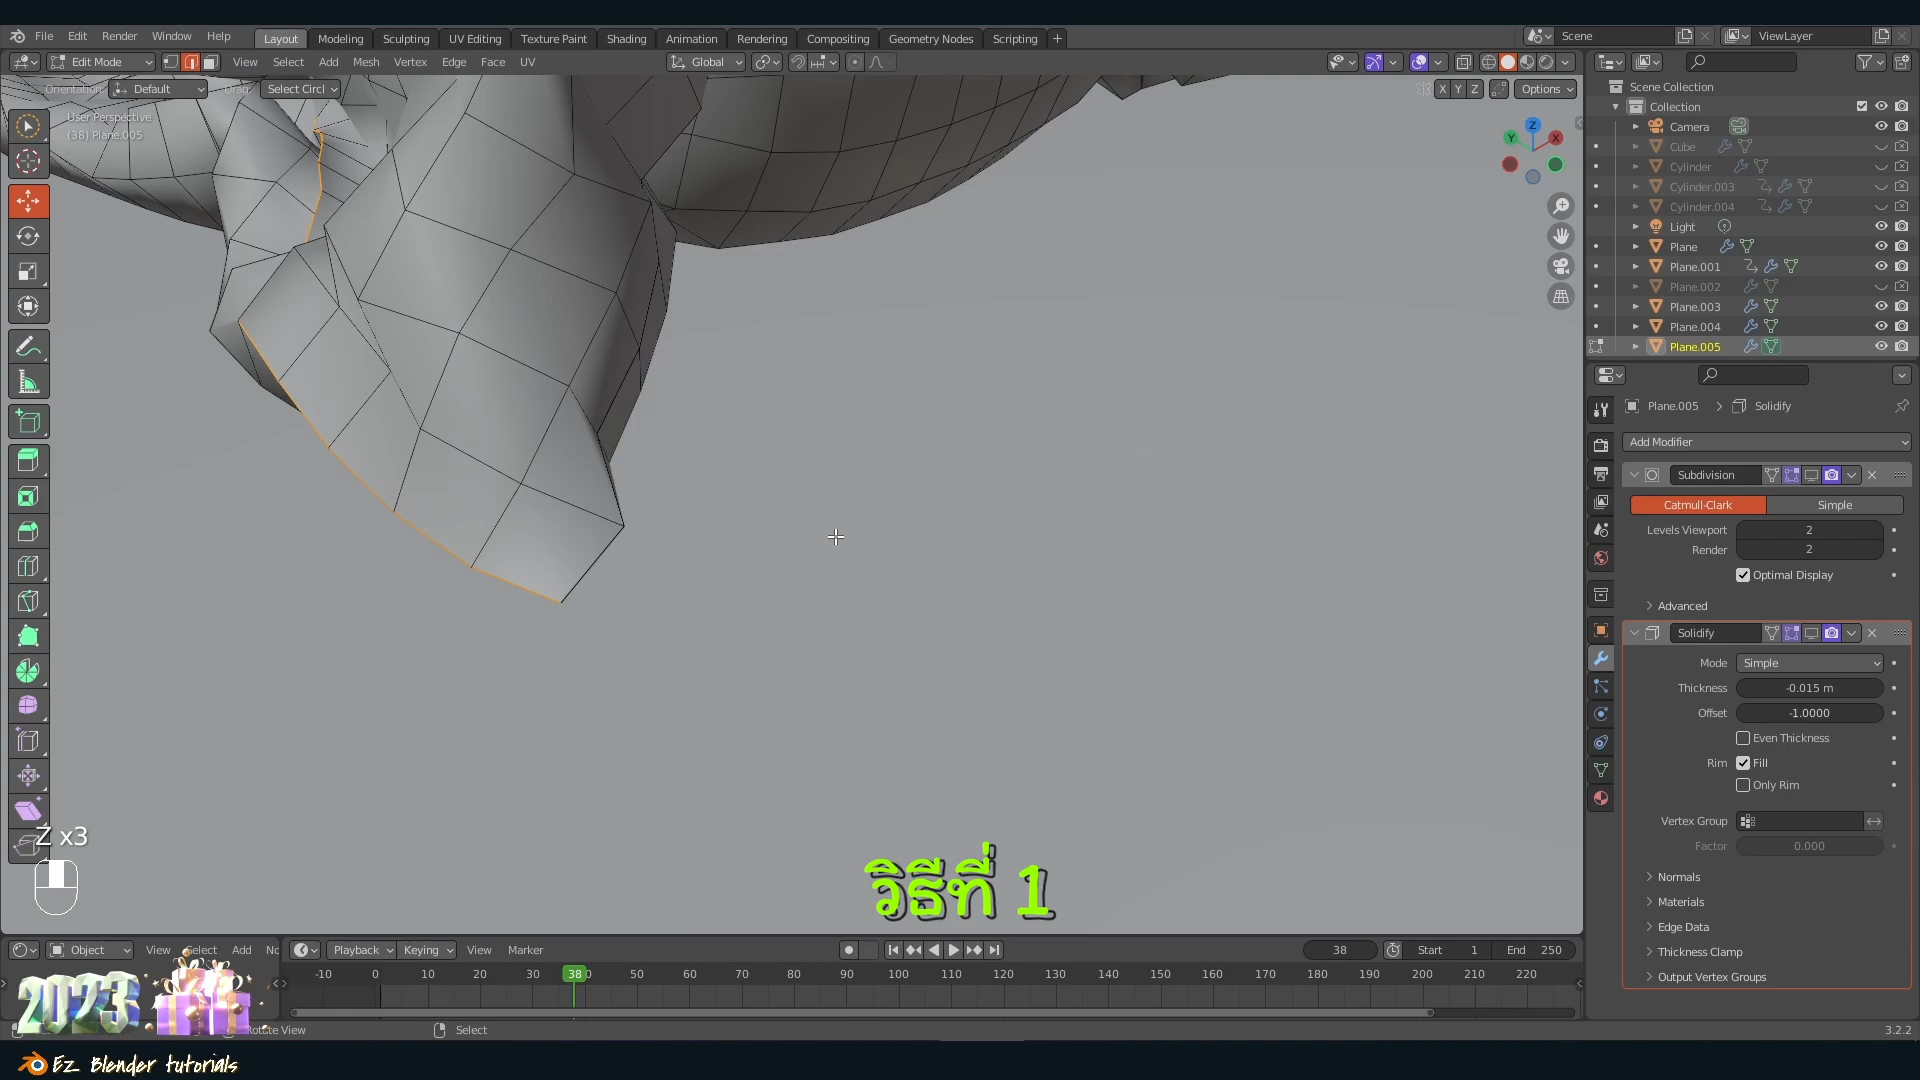 File Edit Render Window Help Layout Modeling Sculpting UV Editing Texture Paint Shading Animation Rendering Compositing Geometry Nodes Scripting + Scene ViewLayer
Edit Mode View Select Add Mesh Vertex Edge Face UV Global
Orientation: Default Drag: Select Circl X Y Z Options
User Perspective
(38) Plane.005
Z
Y X
Scene Collection
Collection
Camera
Cube
Cylinder
Cylinder.003
Cylinder.004
Light
Plane
Plane.001
Plane.002
Plane.003
Plane.004
Plane.005
Plane.005 > Solidify
Add Modifier
Subdivision
Catmull-Clark Simple
Levels Viewport 2
Render 2
Optimal Display
Advanced
Solidify
Mode Simple
Thickness -0.015 m
Offset -1.0000
Even Thickness
Rim Fill
Only Rim
Vertex Group
Factor 0.000
Normals
Materials
Edge Data
Thickness Clamp
Output Vertex Groups
Z x3
วิธีที่ 1
Object View Select Add No Playback Keying View Marker 38 Start 1 End 250
-10 0 10 20 30 38 50 60 70 80 90 100 110 120 130 140 150 160 170 180 190 200 210 220
2023
Rotate View Select 3.2.2
Ez Blender tutorials